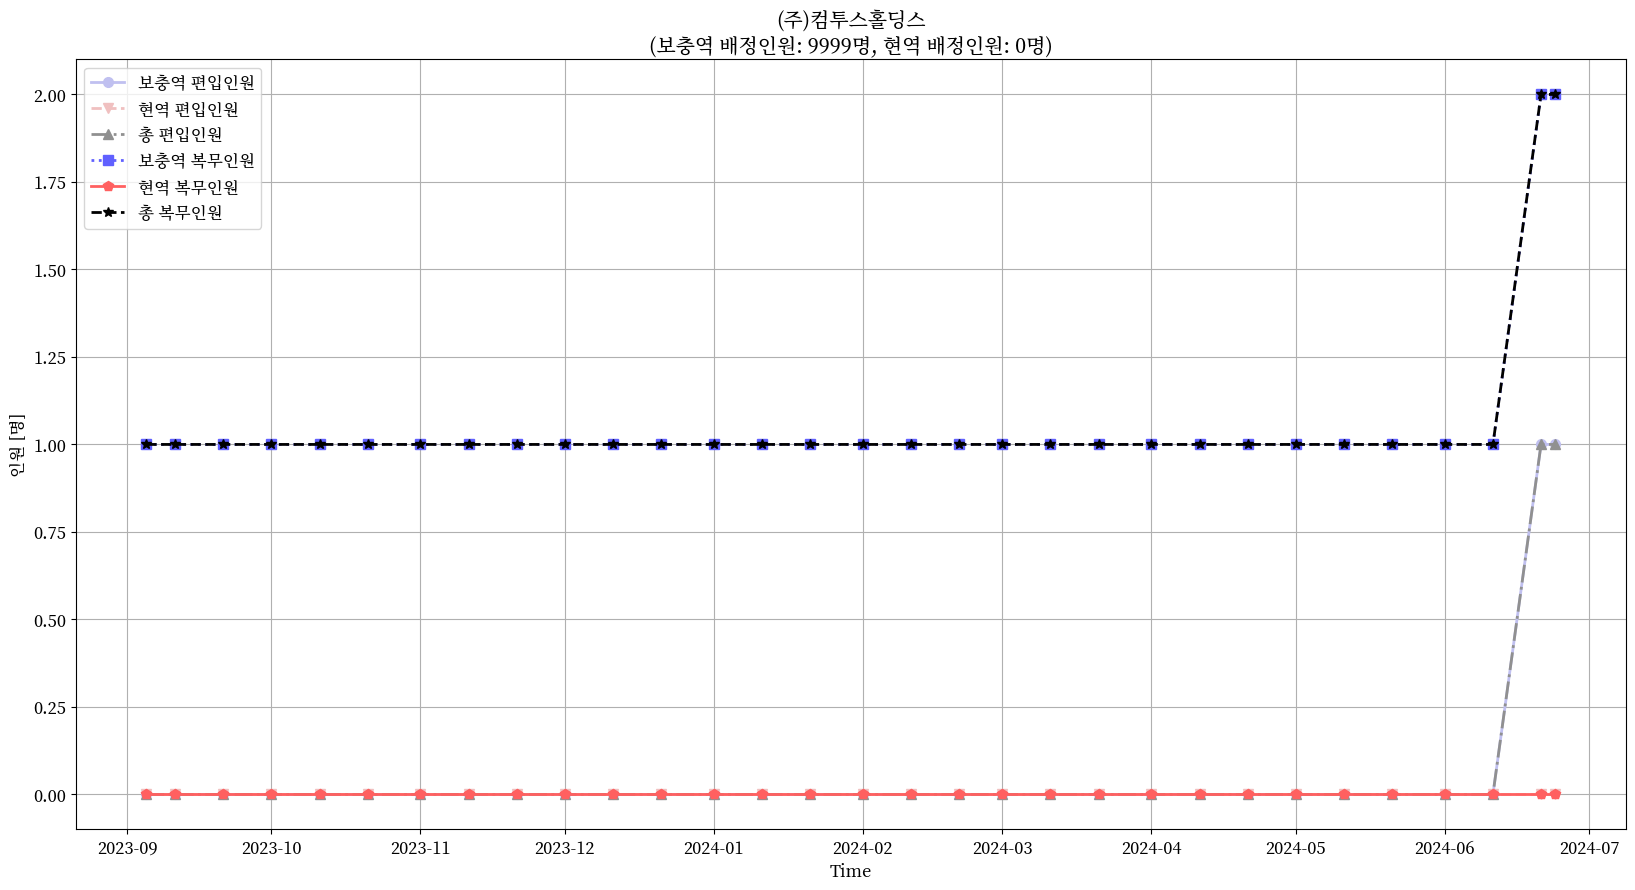 (주)컴투스홀딩스
(보충역 배정인원: 9999명, 현역 배정인원: 0명)
보충역 편입인원
현역 편입인원
총 편입인원
보충역 복무인원
현역 복무인원
총 복무인원
2.00
1.75
1.50
1.25
1.00
0.75
0.50
0.25
0.00
인원 [명]
2023-09
2023-10
2023-11
2023-12
2024-01
2024-02
2024-03
2024-04
2024-05
2024-06
2024-07
Time